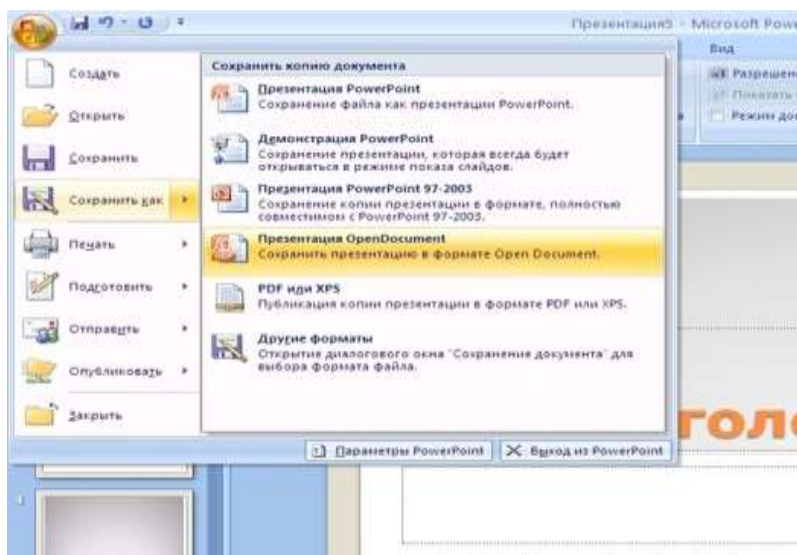 Презентация5 - Microsoft Powe
Вид
Создать
Открыть
Сохранить
Сохранить как
Печать
Подготовить
Отправить
Опубликовать
Закрыть
Сохранить копию документа
Презентация PowerPoint
Сохранение файла как презентации PowerPoint.
Демонстрация PowerPoint
Сохранение презентации, которая всегда будет
открываться в режиме показа слайдов.
Презентация PowerPoint 97-2003
Сохранение копии презентации в формате, полностью
совместимом с PowerPoint 97-2003.
Презентация OpenDocument
Сохранить презентацию в формате Open Document.
PDF или XPS
Публикация копии презентации в формате PDF или XPS.
Другие форматы
Открытие диалогового окна "Сохранение документа" для
выбора формата файла.
Параметры PowerPoint
Выход из PowerPoint
Разрешен
Показать
Режим до
голо
4